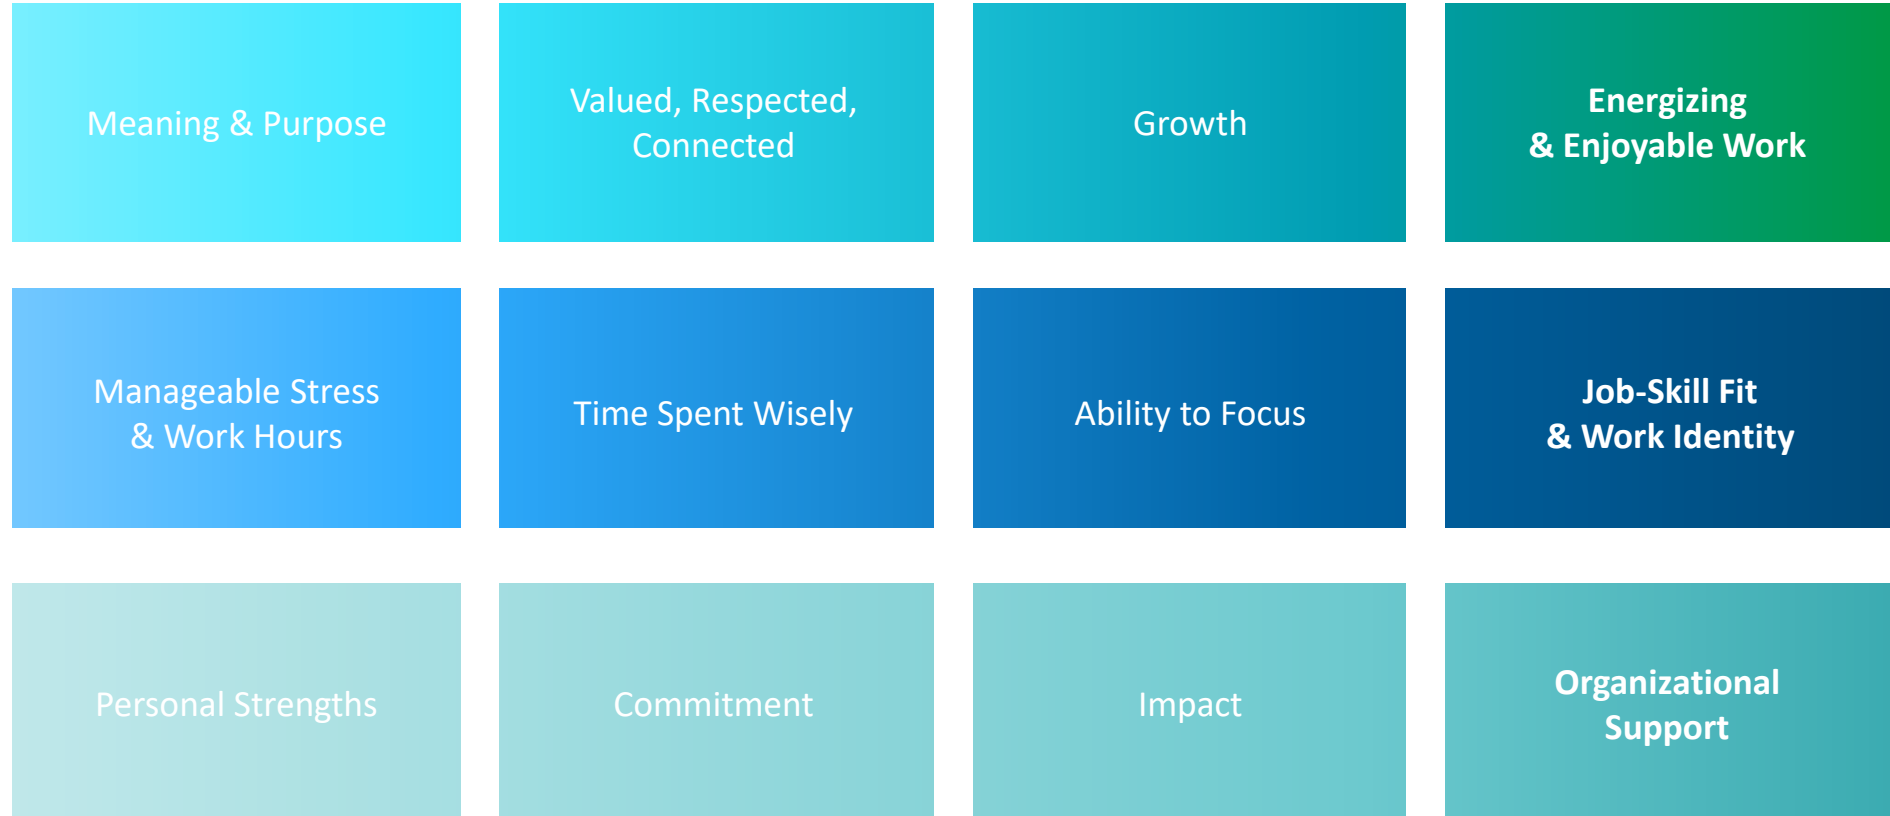 Meaning & Purpose
Valued, Respected,
Connected
Growth
Energizing
& Enjoyable Work
Manageable Stress
& Work Hours
Time Spent Wisely
Ability to Focus
Job-Skill Fit
& Work Identity
Personal Strengths
Commitment
Impact
Organizational
Support